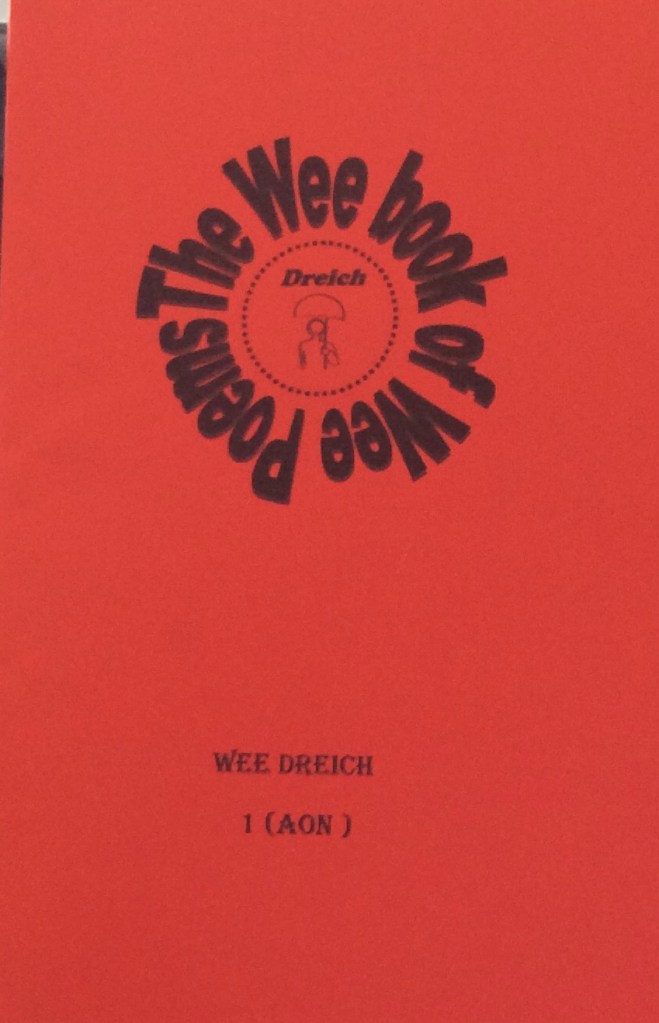 The Wee book of Wee Poems
Dreich
WEE DREICH
1 (AON )